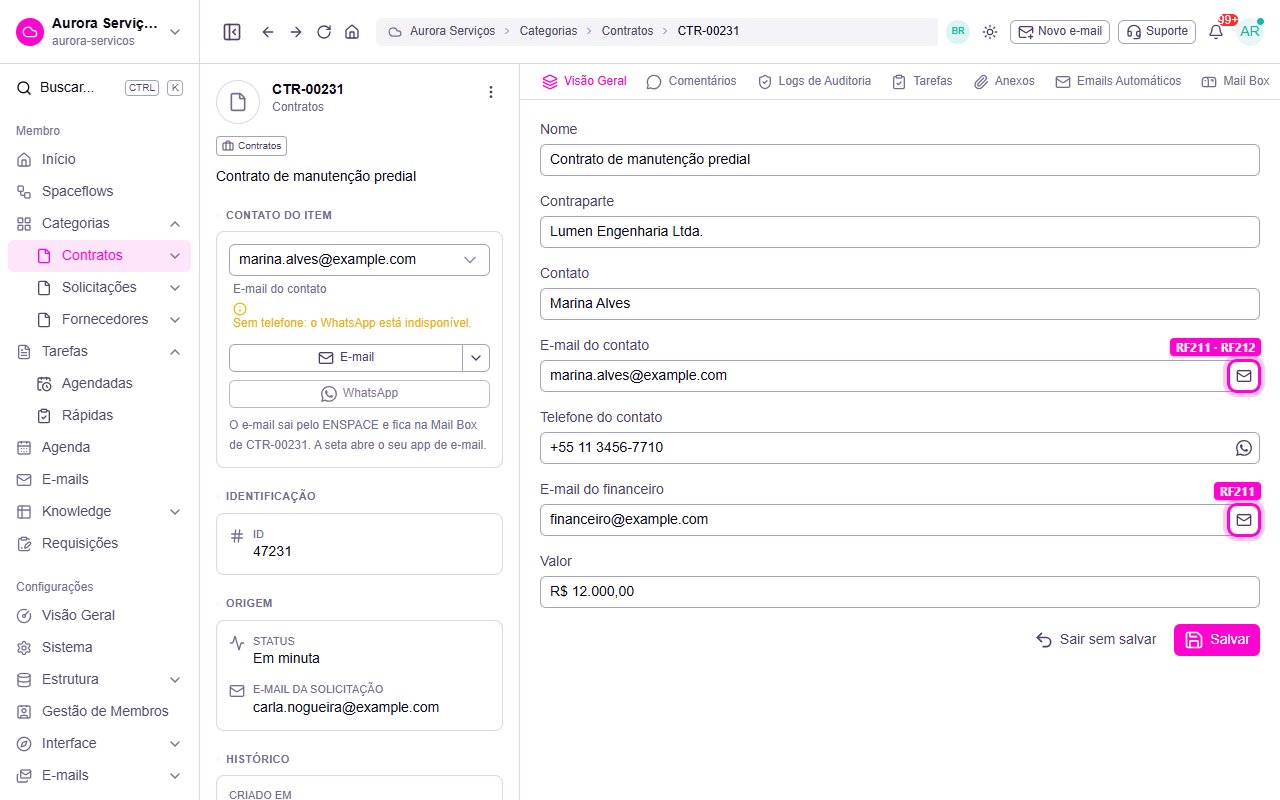 Aurora Serviç...
aurora-servicos
Aurora Serviços
Categorias
Contratos
CTR-00231
BR
Novo e-mail
Suporte
99+
AR
Buscar...
CTRL
K
Membro
Início
Spaceflows
Categorias
Contratos
Solicitações
Fornecedores
Tarefas
Agendadas
Rápidas
Agenda
E-mails
Knowledge
Requisições
Configurações
Visão Geral
Sistema
Estrutura
Gestão de Membros
Interface
E-mails
CTR-00231
Contratos
Contratos
Contrato de manutenção predial
CONTATO DO ITEM
marina.alves@example.com
E-mail do contato
Sem telefone: o WhatsApp está indisponível.
E-mail
WhatsApp
O e-mail sai pelo ENSPACE e fica na Mail Box
de CTR-00231. A seta abre o seu app de e-mail.
IDENTIFICAÇÃO
ID
47231
ORIGEM
STATUS
Em minuta
E-MAIL DA SOLICITAÇÃO
carla.nogueira@example.com
HISTÓRICO
CRIADO EM
Visão Geral
Comentários
Logs de Auditoria
Tarefas
Anexos
Emails Automáticos
Mail Box
Nome
Contrato de manutenção predial
Contraparte
Lumen Engenharia Ltda.
Contato
Marina Alves
E-mail do contato
RF211 · RF212
marina.alves@example.com
Telefone do contato
+55 11 3456-7710
E-mail do financeiro
RF211
financeiro@example.com
Valor
R$ 12.000,00
Sair sem salvar
Salvar